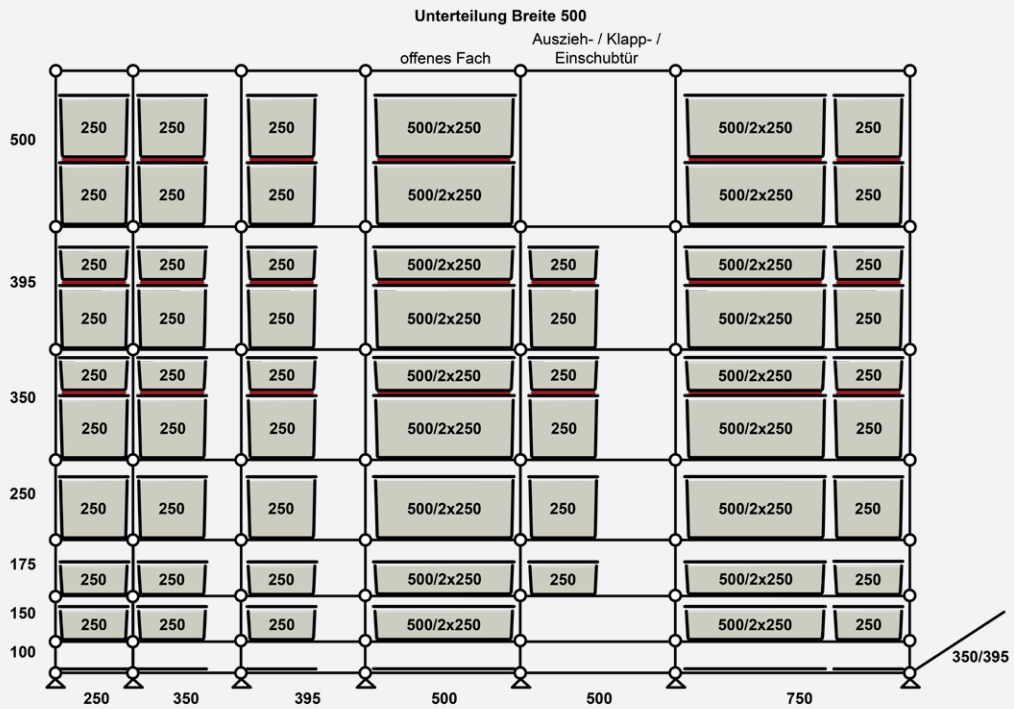 Unterteilung Breite 500
offenes Fach
Auszieh- / Klapp- /
Einschubtür
500
250 250 250 500/2x250 500/2x250 250
250 250 250 500/2x250 500/2x250 250
395
250 250 250 500/2x250 250 500/2x250 250
250 250 250 500/2x250 250 500/2x250 250
350
250 250 250 500/2x250 250 500/2x250 250
250 250 250 500/2x250 250 500/2x250 250
250
250 250 250 500/2x250 250 500/2x250 250
175
250 250 250 500/2x250 250 500/2x250 250
150
250 250 250 500/2x250 500/2x250 250
100
350/395
250 350 395 500 500 750